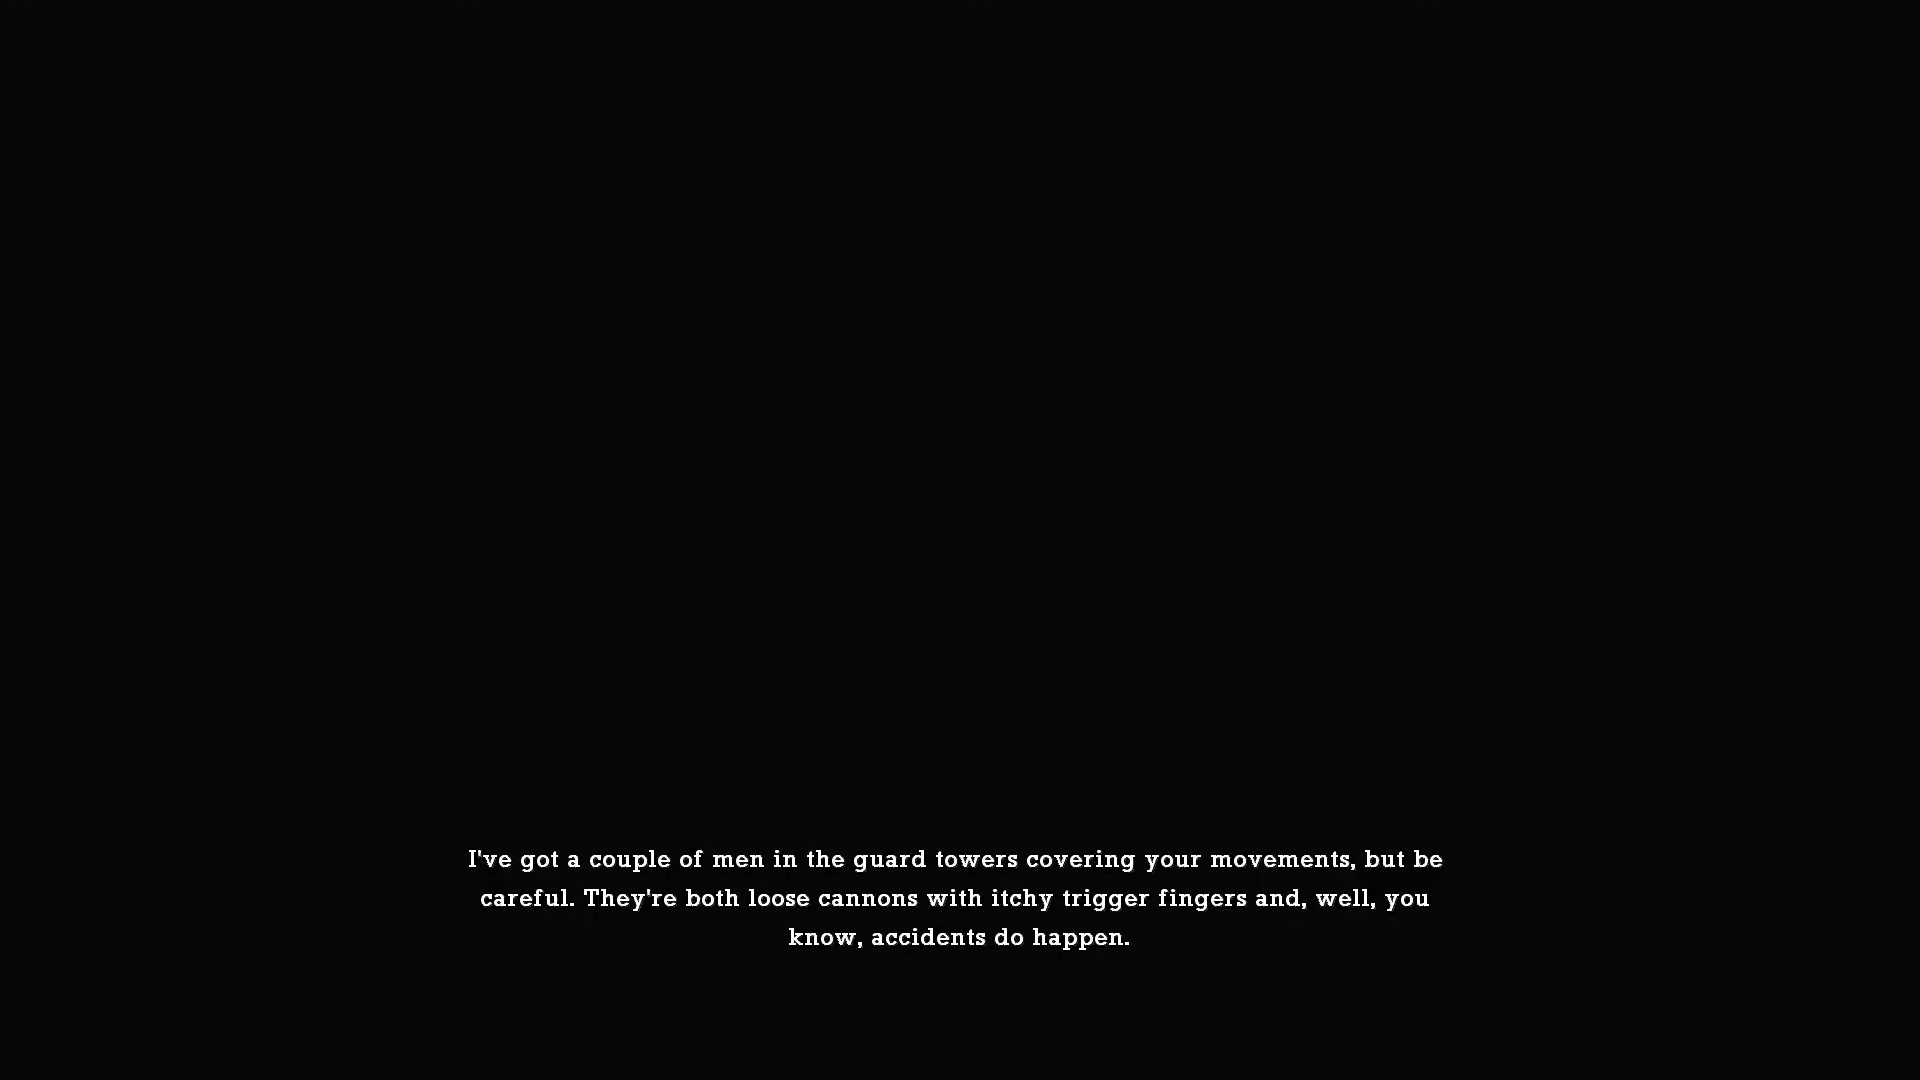 I've got a couple of men in the guard towers covering your movements, but be
careful. They're both loose cannons with itchy trigger fingers and, well, you
know, accidents do happen.